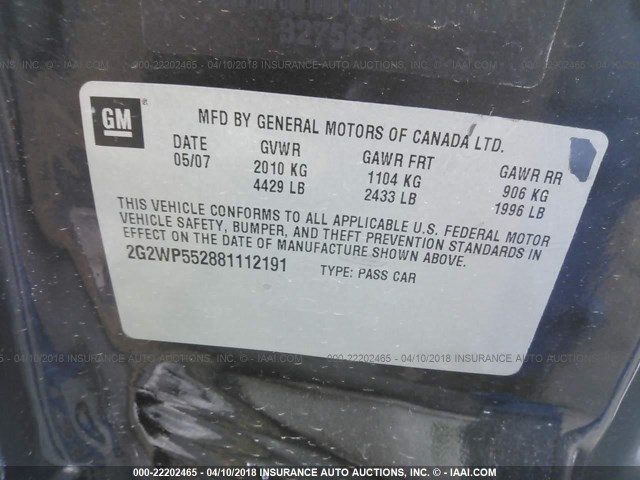 927564
GM
MFD BY GENERAL MOTORS OF CANADA LTD.
DATE GVWR GAWR FRT GAWR RR
05/07 2010 KG 1104 KG 906 KG
4429 LB 2433 LB 1996 LB
THIS VEHICLE CONFORMS TO ALL APPLICABLE U.S. FEDERAL MOTOR
VEHICLE SAFETY, BUMPER, AND THEFT PREVENTION STANDARDS IN
EFFECT ON THE DATE OF MANUFACTURE SHOWN ABOVE.
2G2WP552881112191 TYPE: PASS CAR
000-22202465 - 04/10/2018 INSURANCE AUTO AUCTIONS - © - IAAI.COM